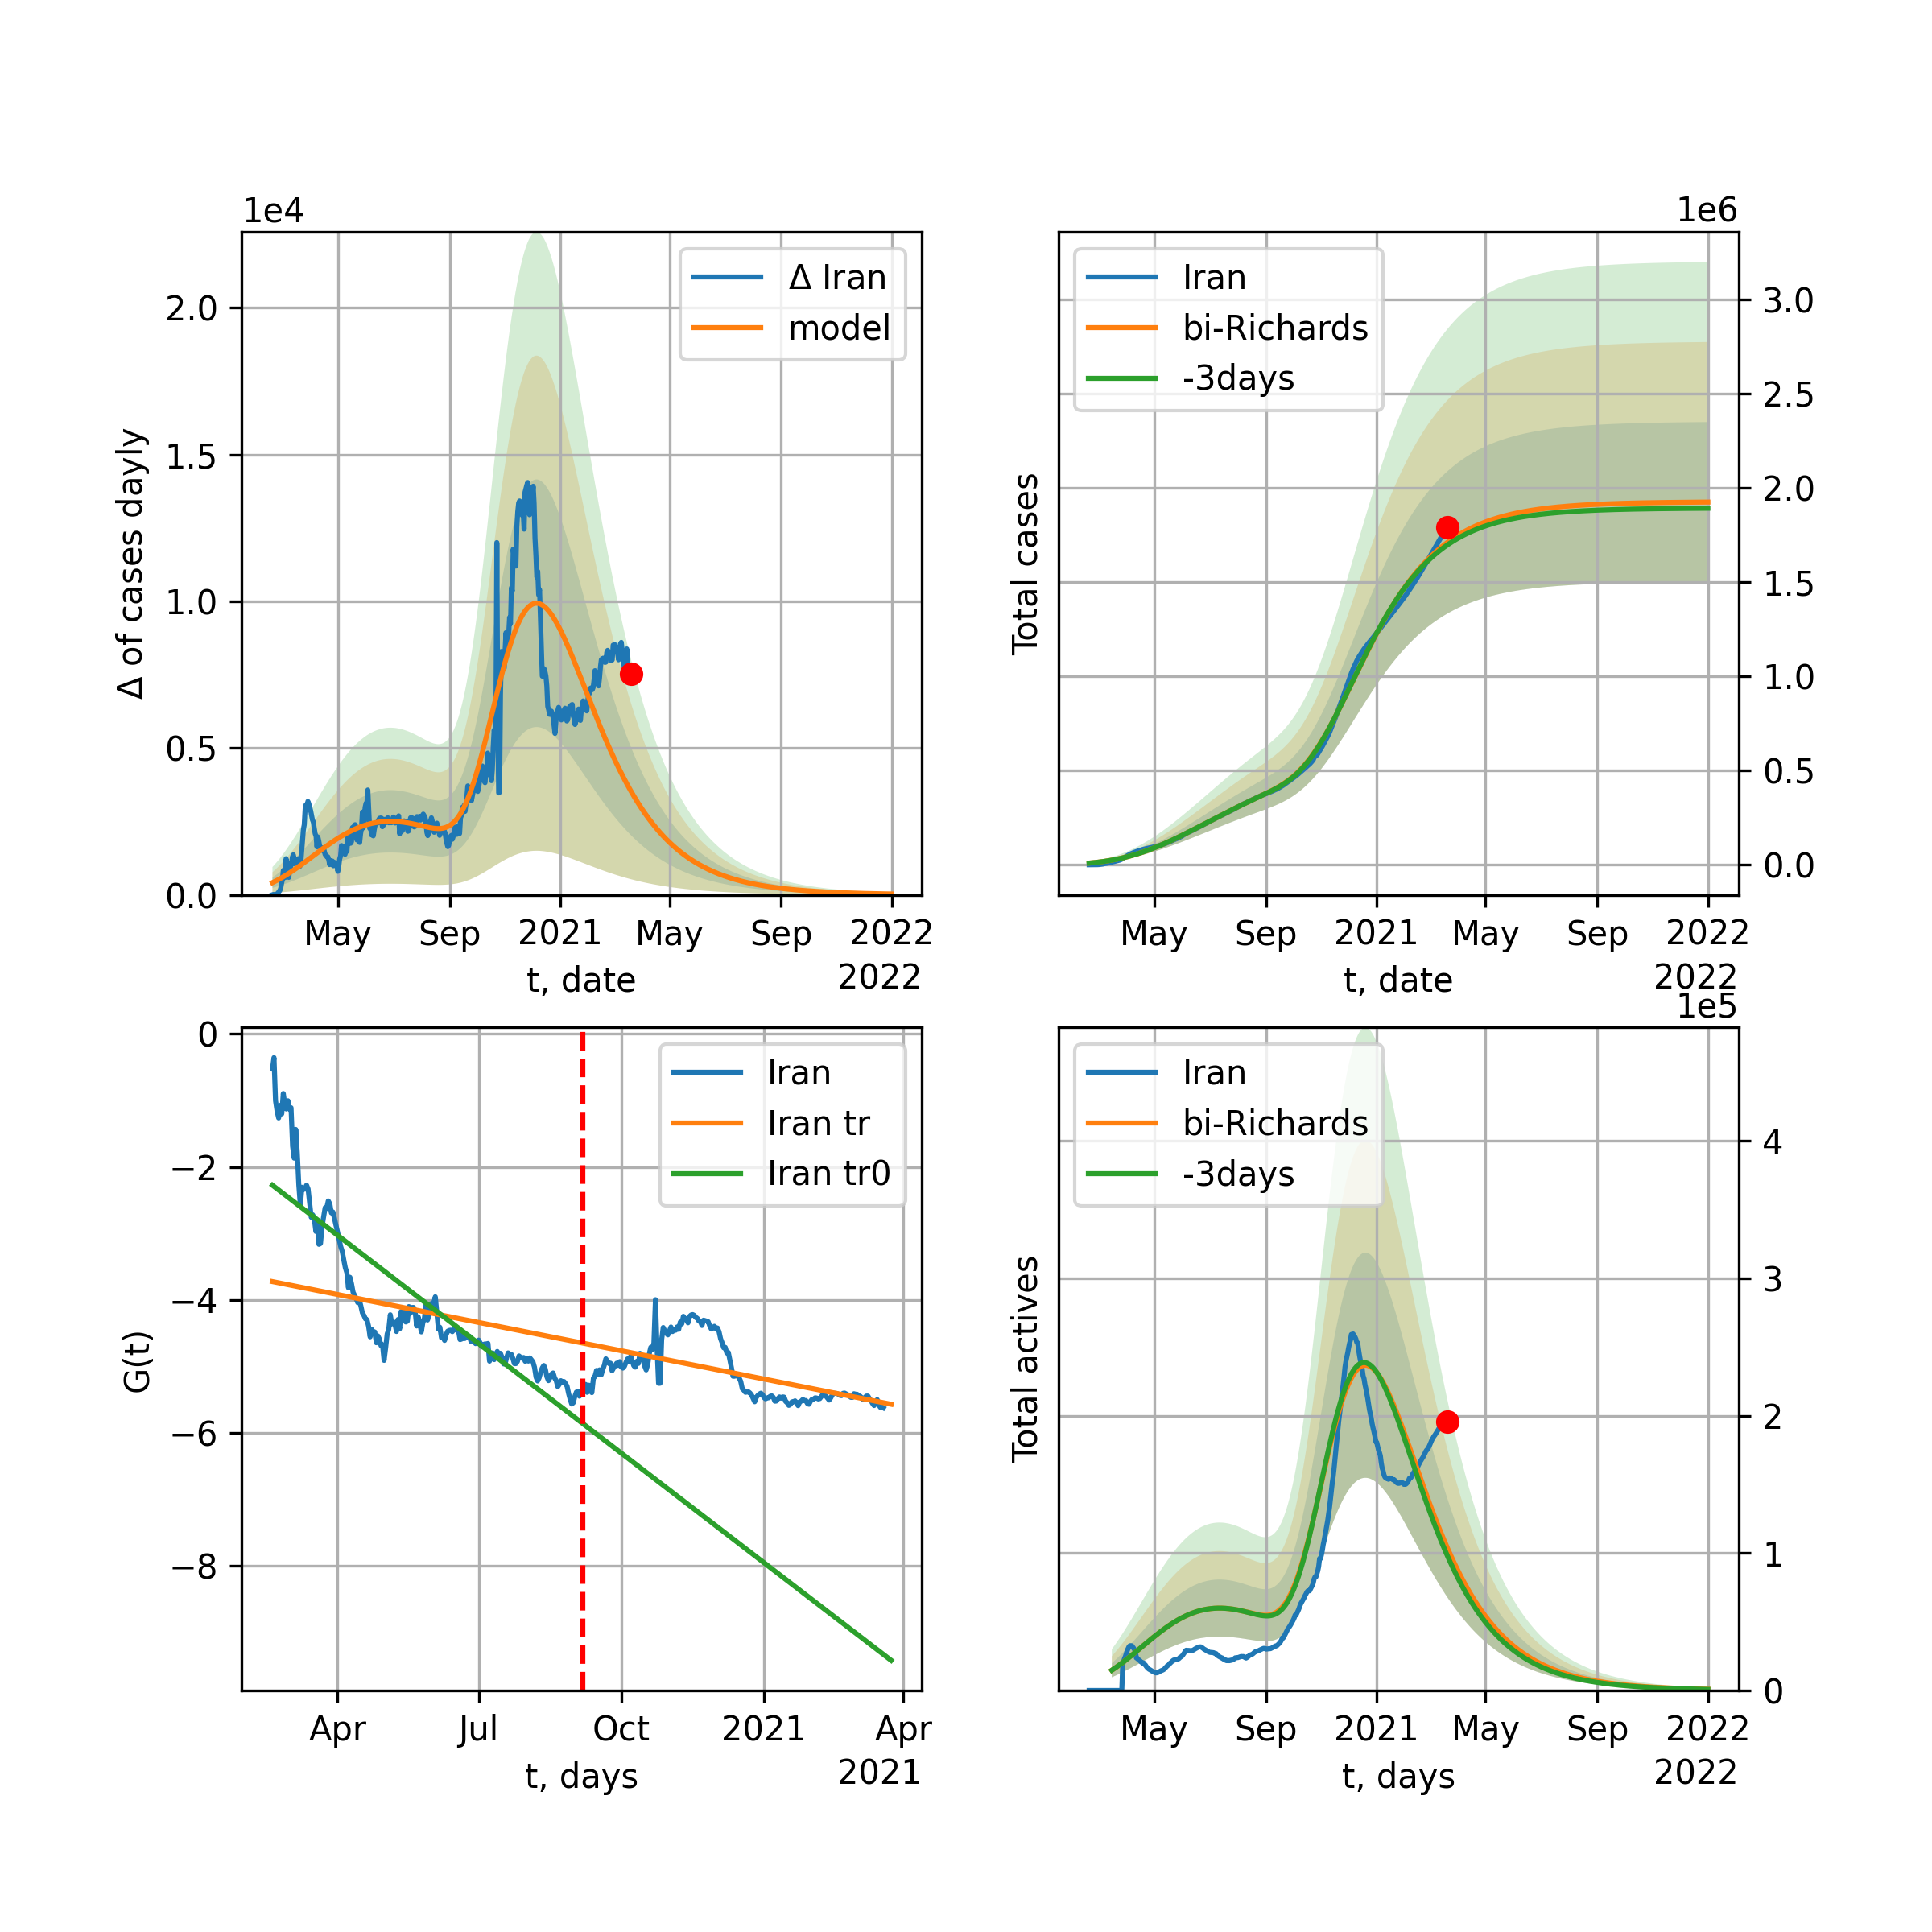 1e4
Δ of cases dayly
2.0
1.5
1.0
0.5
0.0
Δ Iran
model
May Sep 2021 May Sep 2022
t, date
2022
1e6
Total cases
Iran
bi-Richards
-3days
3.0
2.5
2.0
1.5
1.0
0.5
0.0
May Sep 2021 May Sep 2022
t, date
2022
G(t)
0
−2
−4
−6
−8
Iran
Iran tr
Iran tr0
Apr Jul Oct 2021 Apr
t, days
2021
1e5
Total actives
Iran
bi-Richards
-3days
4
3
2
1
0
May Sep 2021 May Sep 2022
t, days
2022